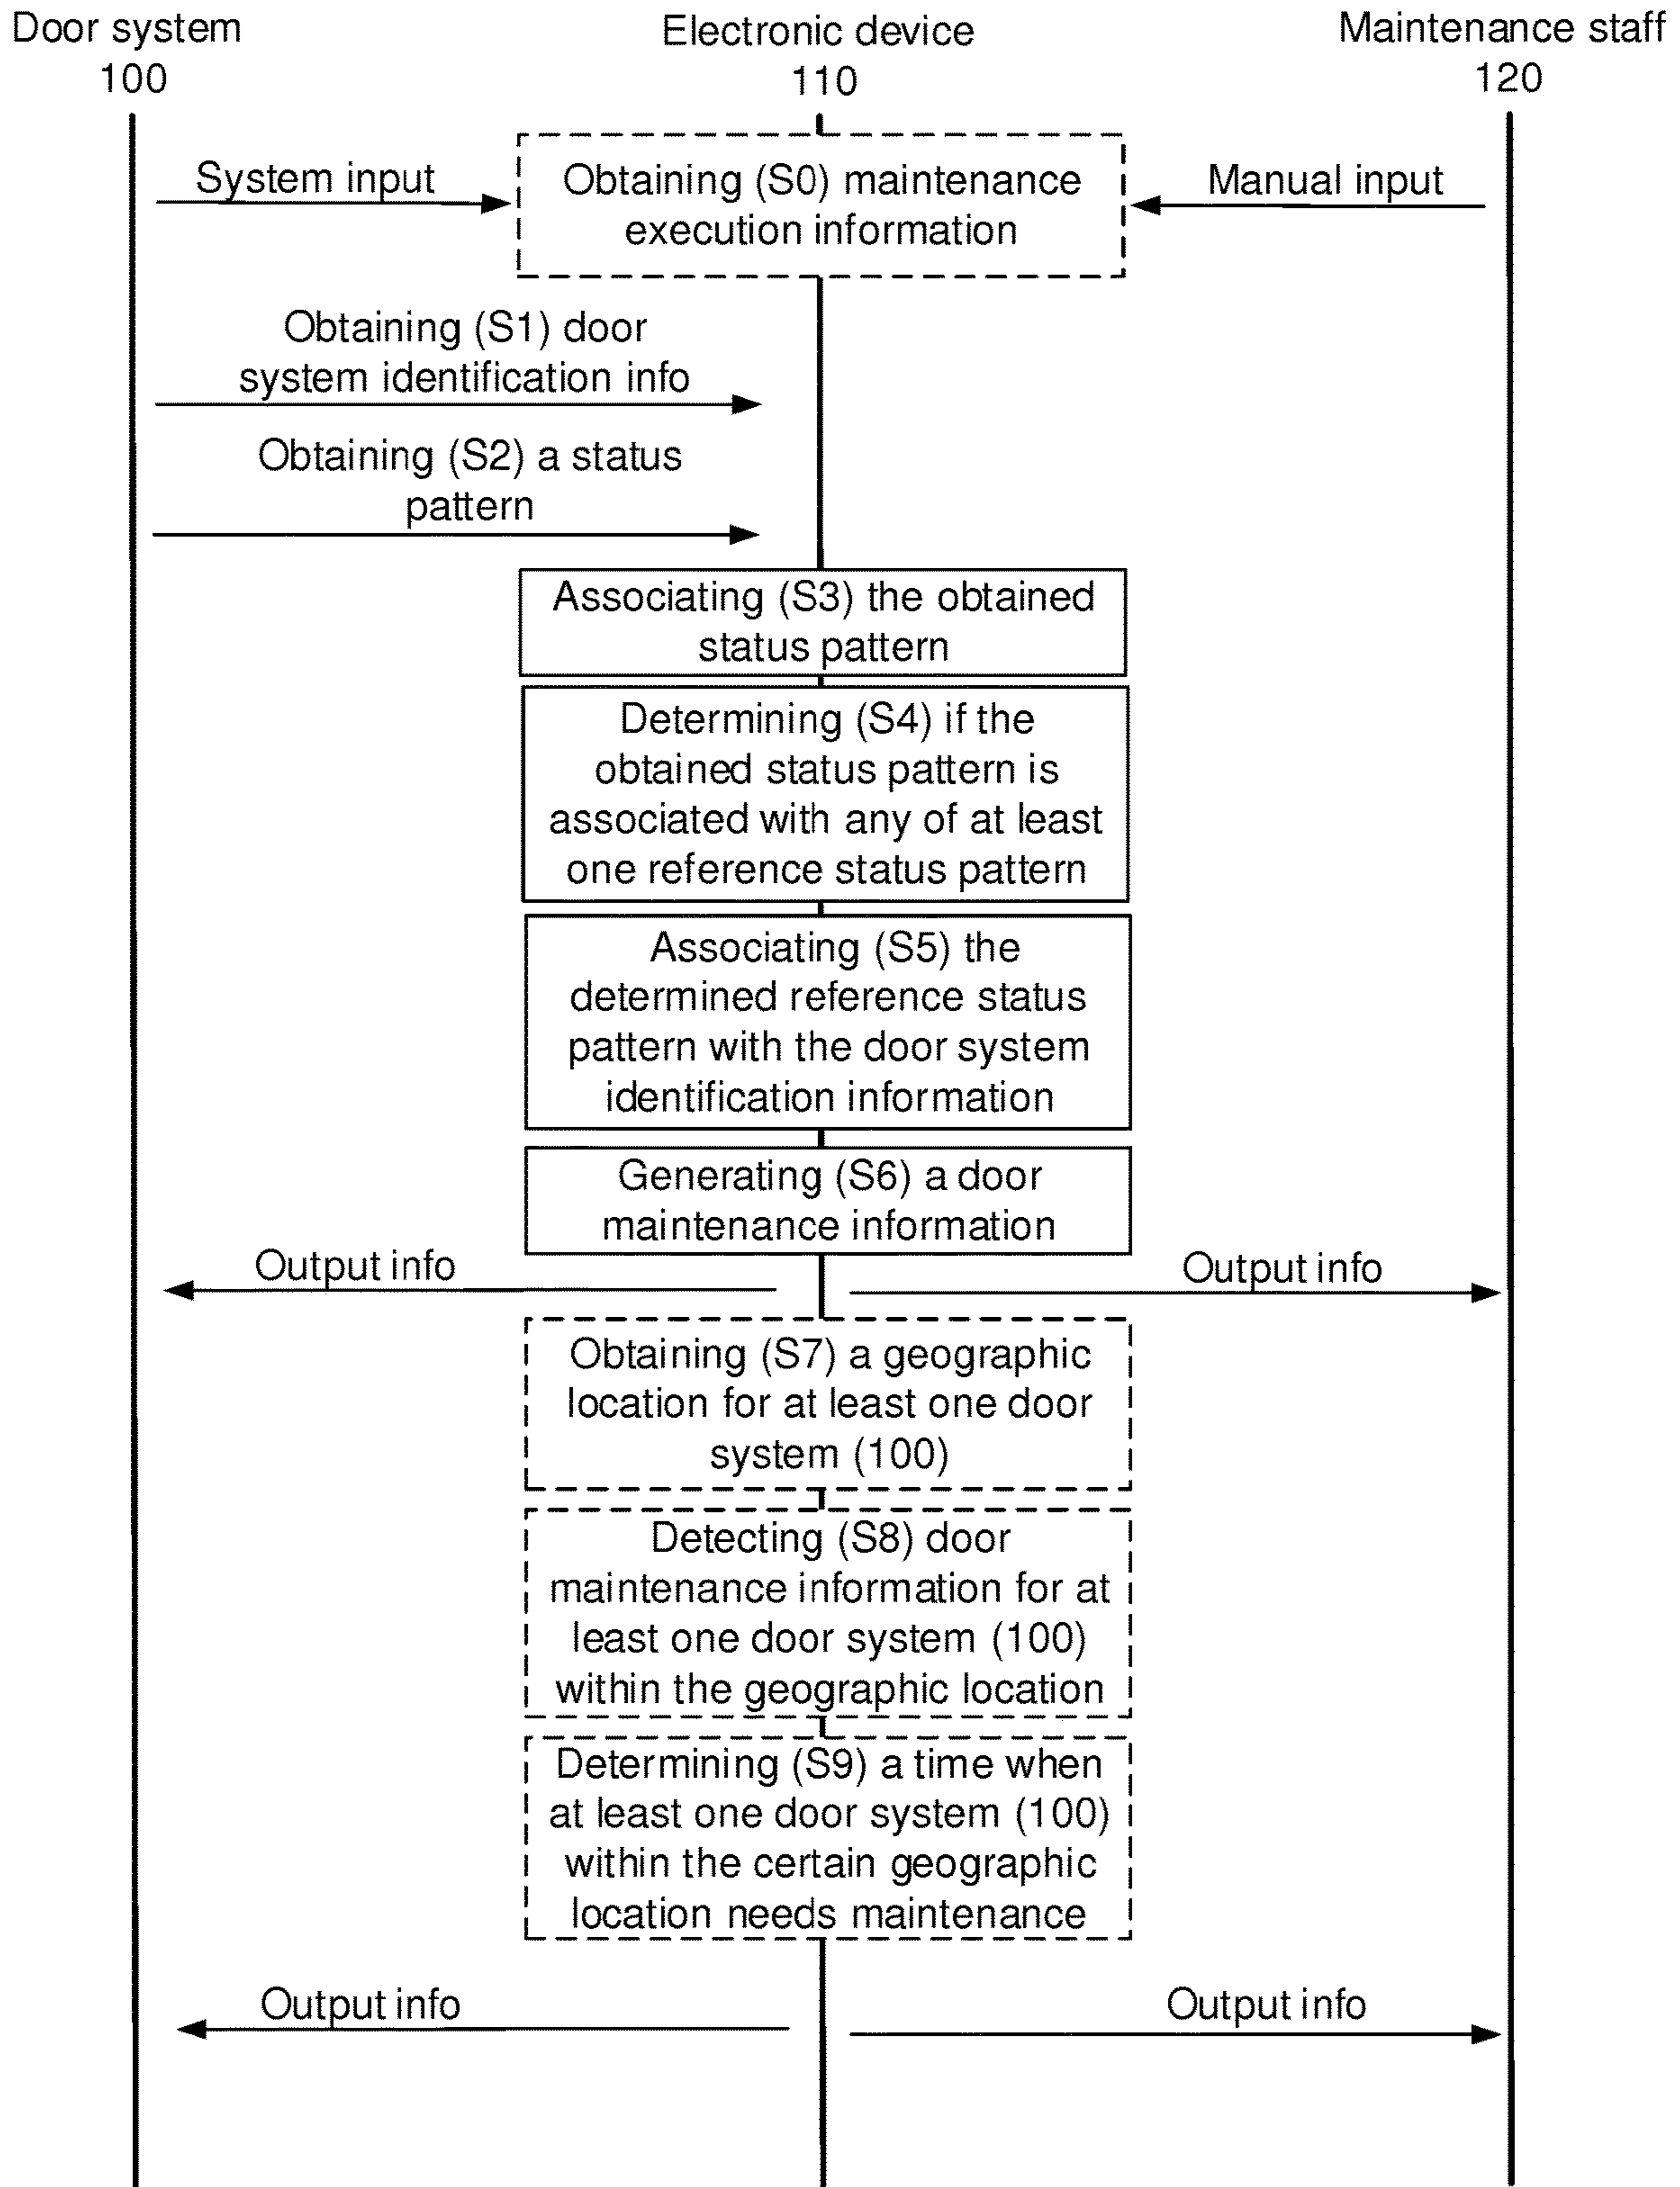 Door system
100
Electronic device
110
Maintenance staff
120
System input
Obtaining (S0) maintenance
execution information
Manual input
Obtaining (S1) door
system identification info
Obtaining (S2) a status
pattern
Associating (S3) the obtained
status pattern
Determining (S4) if the
obtained status pattern is
associated with any of at least
one reference status pattern
Associating (S5) the
determined reference status
pattern with the door system
identification information
Generating (S6) a door
maintenance information
Output info
Output info
Obtaining (S7) a geographic
location for at least one door
system (100)
Detecting (S8) door
maintenance information for at
least one door system (100)
within the geographic location
Determining (S9) a time when
at least one door system (100)
within the certain geographic
location needs maintenance
Output info
Output info